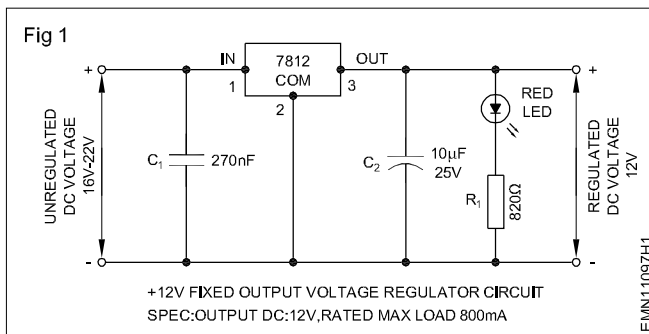 Fig 1
IN
7812
COM
OUT
1
2
3
+
+
-
-
UNREGULATED
DC VOLTAGE
16V-22V
C1
270nF
C2
10µF
25V
RED
LED
R1
820Ω
REGULATED
DC VOLTAGE
12V
+12V FIXED OUTPUT VOLTAGE REGULATOR CIRCUIT
SPEC:OUTPUT DC:12V,RATED MAX LOAD 800mA
EMN11097H1